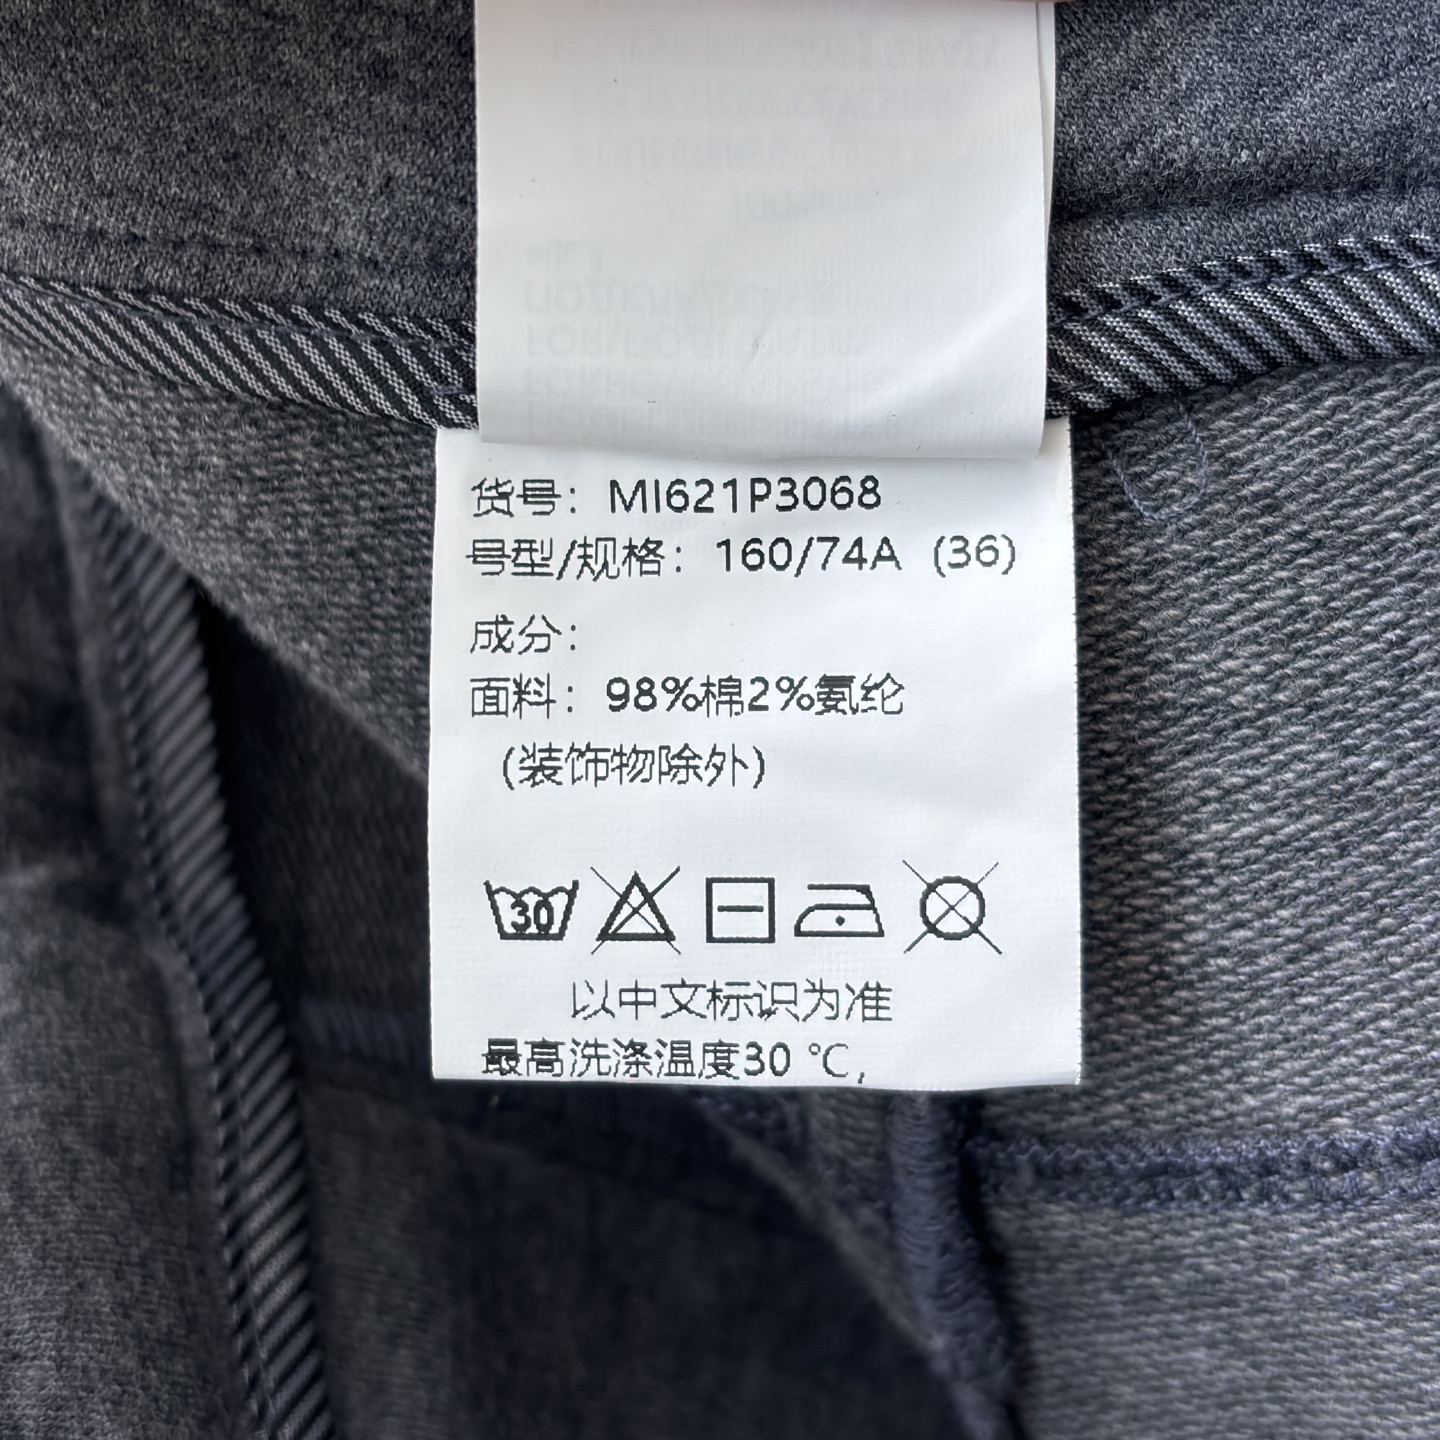 货号：MI621P3068
号型/规格：160/74A (36)
成分：
面料：98%棉2%氨纶
(装饰物除外)
30
以中文标识为准
最高洗涤温度30 ℃,